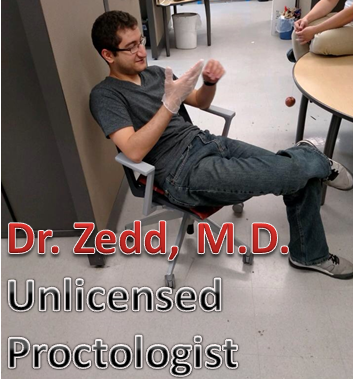 Dr. Zedd, M.D.
Unlicensed
Proctologist